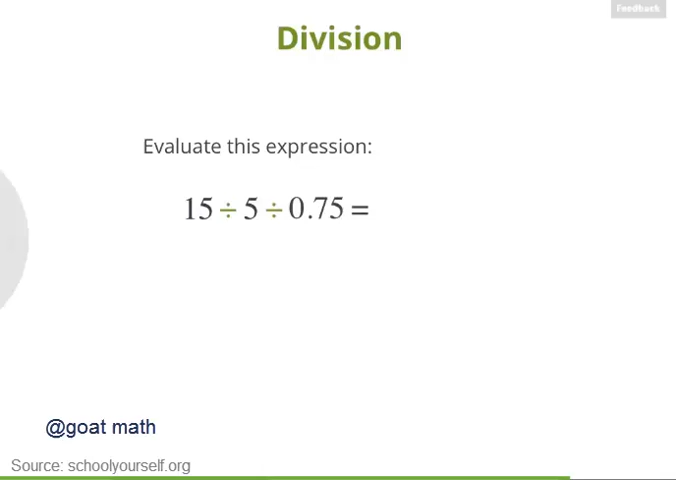 Feedback
Division
Evaluate this expression:
15 ÷ 5 ÷ 0.75 =
@goat math
Source: schoolyourself.org